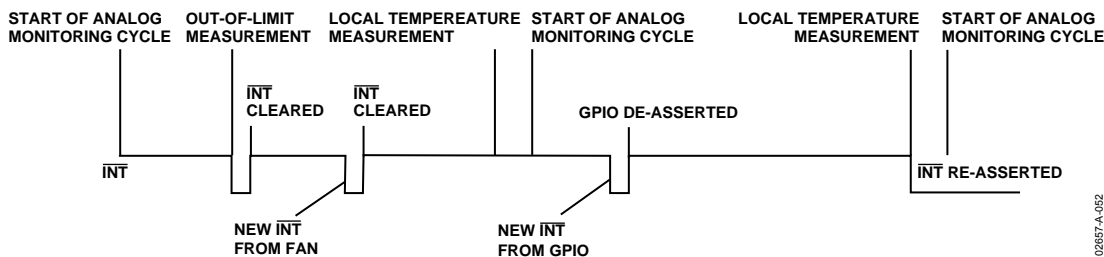 START OF ANALOG
MONITORING CYCLE
OUT-OF-LIMIT
MEASUREMENT
LOCAL TEMPEREATURE
MEASUREMENT
START OF ANALOG
MONITORING CYCLE
LOCAL TEMPERATURE
MEASUREMENT
START OF ANALOG
MONITORING CYCLE
INT
CLEARED
INT
CLEARED
GPIO DE-ASSERTED
INT
INT RE-ASSERTED
NEW INT
FROM FAN
NEW INT
FROM GPIO
02657-A-052